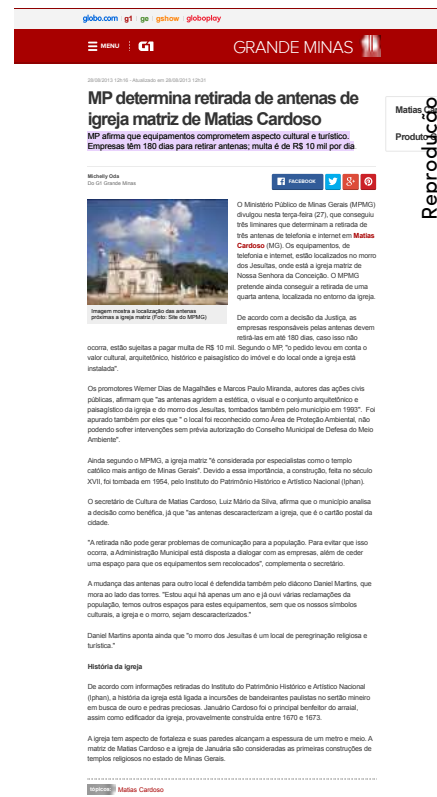 globo.com g1 ge gshow globoplay
MENU G1 GRANDE MINAS
28/08/2013 12h16 - Atualizado em 28/08/2013 12h31
MP determina retirada de antenas de
igreja matriz de Matias Cardoso
MP afirma que equipamentos comprometem aspecto cultural e turístico.
Empresas têm 180 dias para retirar antenas; multa é de R$ 10 mil por dia.
Matias
Produto
Reprodução
Michelly Oda
Do G1 Grande Minas
FACEBOOK
O Ministério Público de Minas Gerais (MPMG)
divulgou nesta terça-feira (27), que conseguiu
três liminares que determinam a retirada de
três antenas de telefonia e internet em Matias
Cardoso (MG). Os equipamentos, de
telefonia e internet, estão localizados no morro
dos Jesuítas, onde está a igreja matriz de
Nossa Senhora da Conceição. O MPMG
pretende ainda conseguir a retirada de uma
quarta antena, localizada no entorno da igreja.
Imagem mostra a localização das antenas
próximas a igreja matriz (Foto: Site do MPMG)
De acordo com a decisão da Justiça, as
empresas responsáveis pelas antenas devem
retirá-las em até 180 dias, caso isso não
ocorra, estão sujeitas a pagar multa de R$ 10 mil. Segundo o MP, "o pedido levou em conta o
valor cultural, arquitetônico, histórico e paisagístico do imóvel e do local onde a igreja está
instalada".
Os promotores Werner Dias de Magalhães e Marcos Paulo Miranda, autores das ações civis
públicas, afirmam que "as antenas agridem a estética, o visual e o conjunto arquitetônico e
paisagístico da igreja e do morro dos Jesuítas, tombados também pelo município em 1993". Foi
apurado também por eles que " o local foi reconhecido como Área de Proteção Ambiental, não
podendo sofrer intervenções sem prévia autorização do Conselho Municipal de Defesa do Meio
Ambiente".
Ainda segundo o MPMG, a igreja matriz "é considerada por especialistas como o templo
católico mais antigo de Minas Gerais". Devido a essa importância, a construção, feita no século
XVII, foi tombada em 1954, pelo Instituto do Patrimônio Histórico e Artístico Nacional (Iphan).
O secretário de Cultura de Matias Cardoso, Luiz Mário da Silva, afirma que o município analisa
a decisão como benéfica, já que "as antenas descaracterizam a igreja, que é o cartão postal da
cidade.
"A retirada não pode gerar problemas de comunicação para a população. Para evitar que isso
ocorra, a Administração Municipal está disposta a dialogar com as empresas, além de ceder
uma espaço para que os equipamentos sem recolocados", complementa o secretário.
A mudança das antenas para outro local é defendida também pelo diácono Daniel Martins, que
mora ao lado das torres. "Estou aqui há apenas um ano e já ouvi várias reclamações da
população, temos outros espaços para estes equipamentos, sem que os nossos símbolos
culturais, a igreja e o morro, sejam descaracterizados."
Daniel Martins aponta ainda que "o morro dos Jesuítas é um local de peregrinação religiosa e
turística."
História da igreja
De acordo com informações retiradas do Instituto do Patrimônio Histórico e Artístico Nacional
(Iphan), a história da igreja está ligada a incursões de bandeirantes paulistas no sertão mineiro
em busca de ouro e pedras preciosas. Januário Cardoso foi o principal benfeitor do arraial,
assim como edificador da igreja, provavelmente construída entre 1670 e 1673.
A igreja tem aspecto de fortaleza e suas paredes alcançam a espessura de um metro e meio. A
matriz de Matias Cardoso e a igreja de Januária são consideradas as primeiras construções de
templos religiosos no estado de Minas Gerais.
tópicos: Matias Cardoso